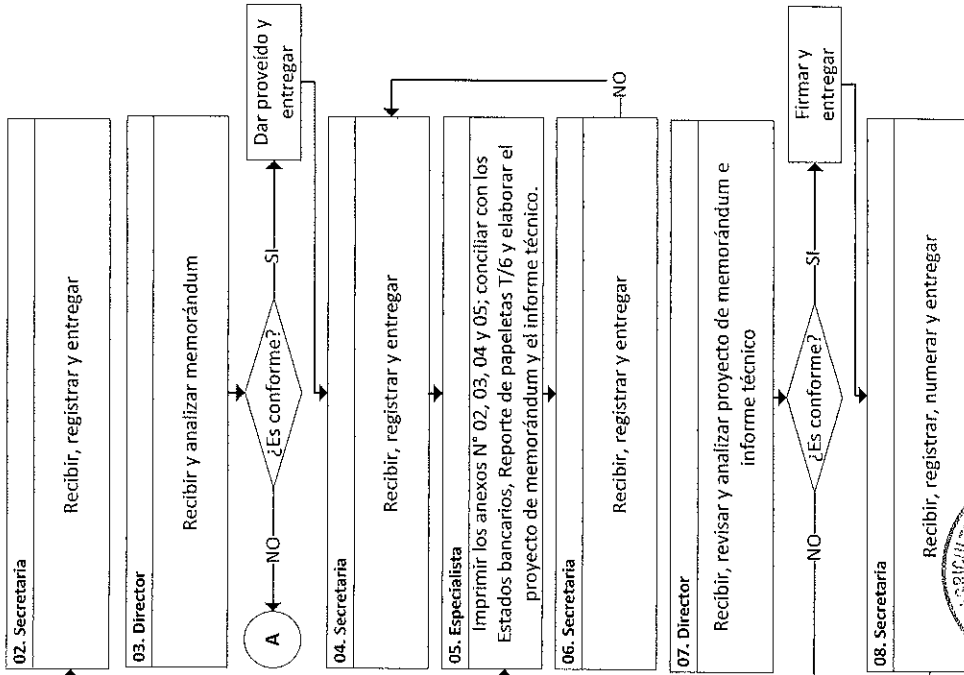 02. Secretaria
Recibir, registrar y entregar
03. Director
Recibir y analizar memorándum
¿Es conforme?
NO
SI
A
Dar proveído y
entregar
04. Secretaria
Recibir, registrar y entregar
05. Especialista
Imprimir los anexos N° 02, 03, 04 y 05; conciliar con los
Estados bancarios, Reporte de papeletas T/6 y elaborar el
proyecto de memorándum y el informe técnico.
06. Secretaria
Recibir, registrar y entregar
NO
07. Director
Recibir, revisar y analizar proyecto de memorándum e
informe técnico
¿Es conforme?
NO
SI
Firmar y
entregar
08. Secretaria
Recibir, registrar, numerar y entregar